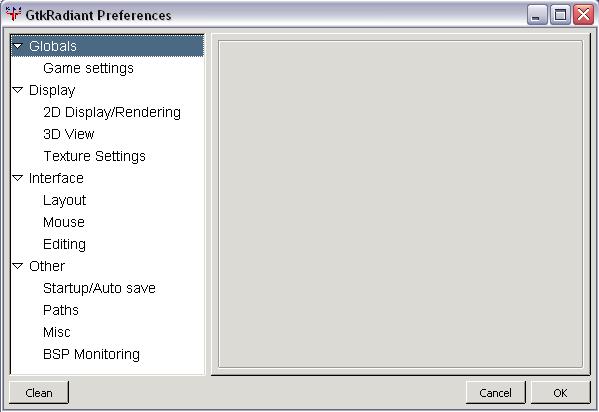 GtkRadiant Preferences
Globals
Game settings
Display
2D Display/Rendering
3D View
Texture Settings
Interface
Layout
Mouse
Editing
Other
Startup/Auto save
Paths
Misc
BSP Monitoring
Clean
Cancel
OK